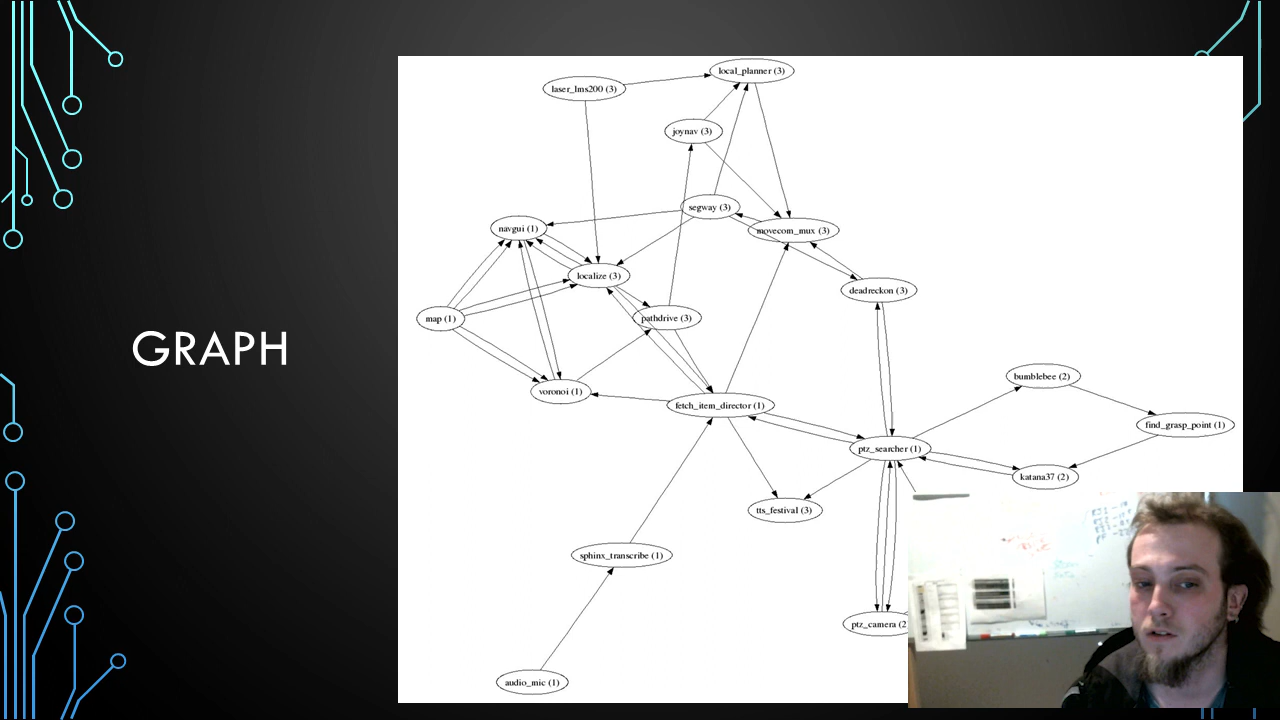 GRAPH
local_planner (3)
laser_lms200 (3)
joynav (3)
segway (3)
navgui (1)
movecom_mux (3)
localize (3)
deadreckon (3)
map (1)
pathdrive (3)
bumblebee (2)
voronoi (1)
fetch_item_director (1)
find_grasp_point (1)
ptz_searcher (1)
katana37 (2)
tts_festival (3)
sphinx_transcribe (1)
ptz_camera (2
audio_mic (1)